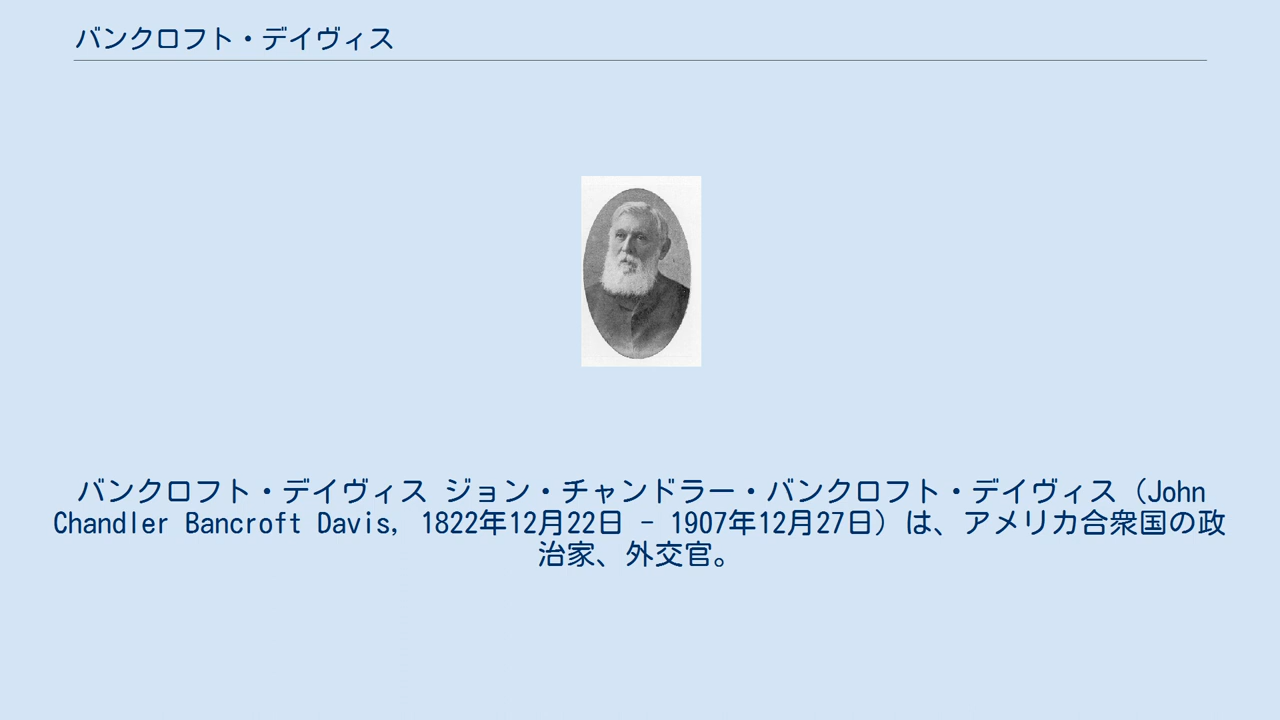 バンクロフト・デイヴィス
バンクロフト・デイヴィス ジョン・チャンドラー・バンクロフト・デイヴィス（John
Chandler Bancroft Davis, 1822年12月22日 - 1907年12月27日）は、アメリカ合衆国の政
治家、外交官。